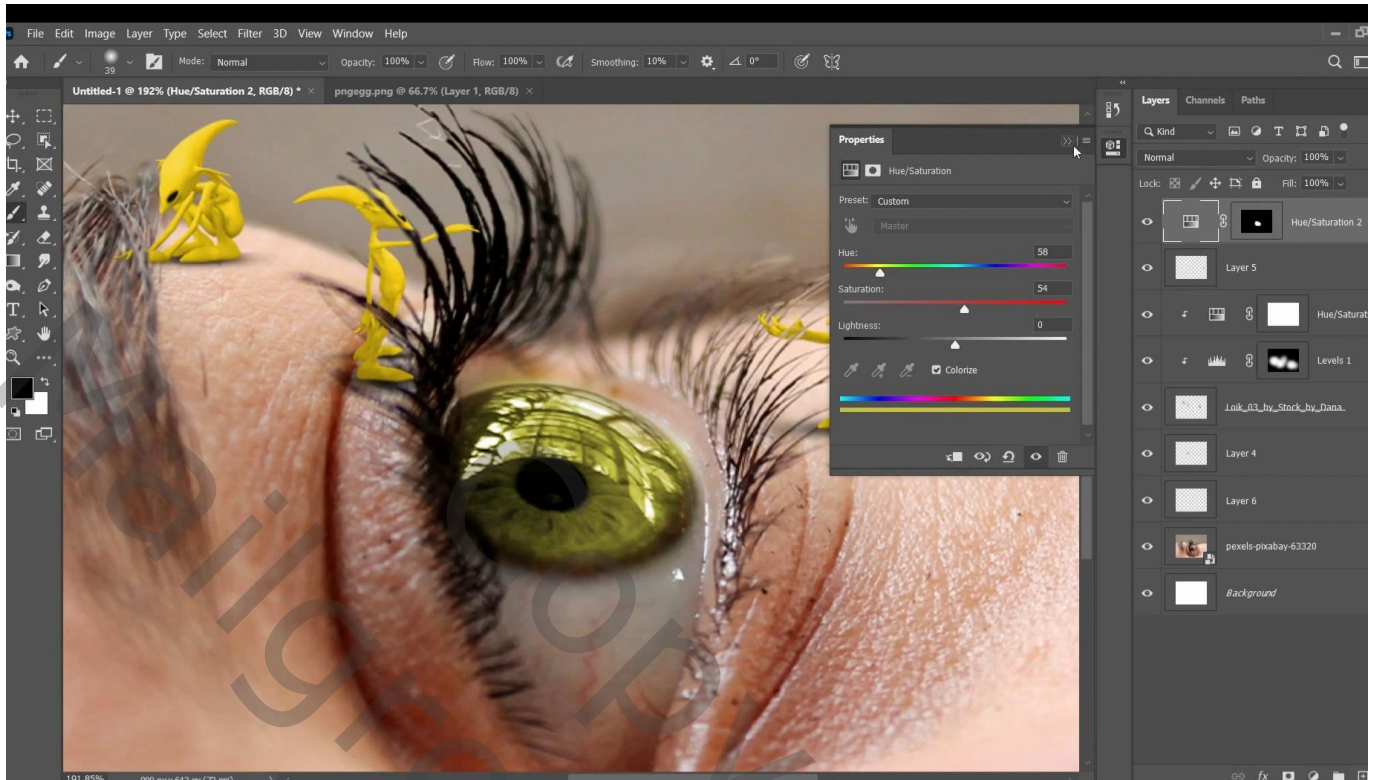 File Edit Image Layer Type Select Filter 3D View Window Help
39 Mode: Normal Opacity: 100% Flow: 100% Smoothing: 10% 0°
Untitled-1 @ 192% (Hue/Saturation 2, RGB/8) * × pngegg.png @ 66.7% (Layer 1, RGB/8) ×
Properties
Hue/Saturation
Preset: Custom
Master
Hue: 58
Saturation: 54
Lightness: 0
Colorize
Layers Channels Paths
Kind
Normal Opacity: 100%
Lock: Fill: 100%
Hue/Saturation 2
Layer 5
Hue/Saturat
Levels 1
Loik_03_by_Stock_by_Dana_
Layer 4
Layer 6
pexels-pixabay-63320
Background
191.85%
fx